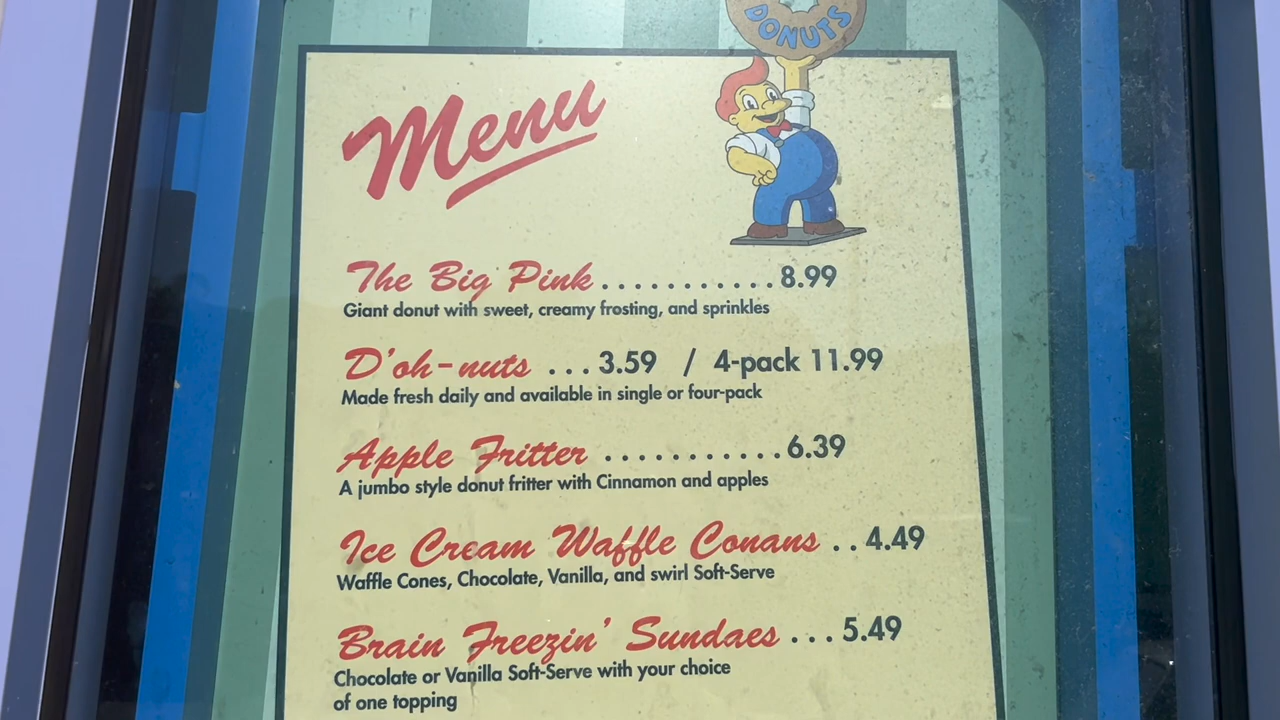 DONUTS
Menu
The Big Pink...........8.99
Giant donut with sweet, creamy frosting, and sprinkles
D'oh-nuts ...3.59 / 4-pack 11.99
Made fresh daily and available in single or four-pack
Apple Fritter ...........6.39
A jumbo style donut fritter with Cinnamon and apples
Ice Cream Waffle Conans ..4.49
Waffle Cones, Chocolate, Vanilla, and swirl Soft-Serve
Brain Freezin' Sundaes ...5.49
Chocolate or Vanilla Soft-Serve with your choice
of one topping